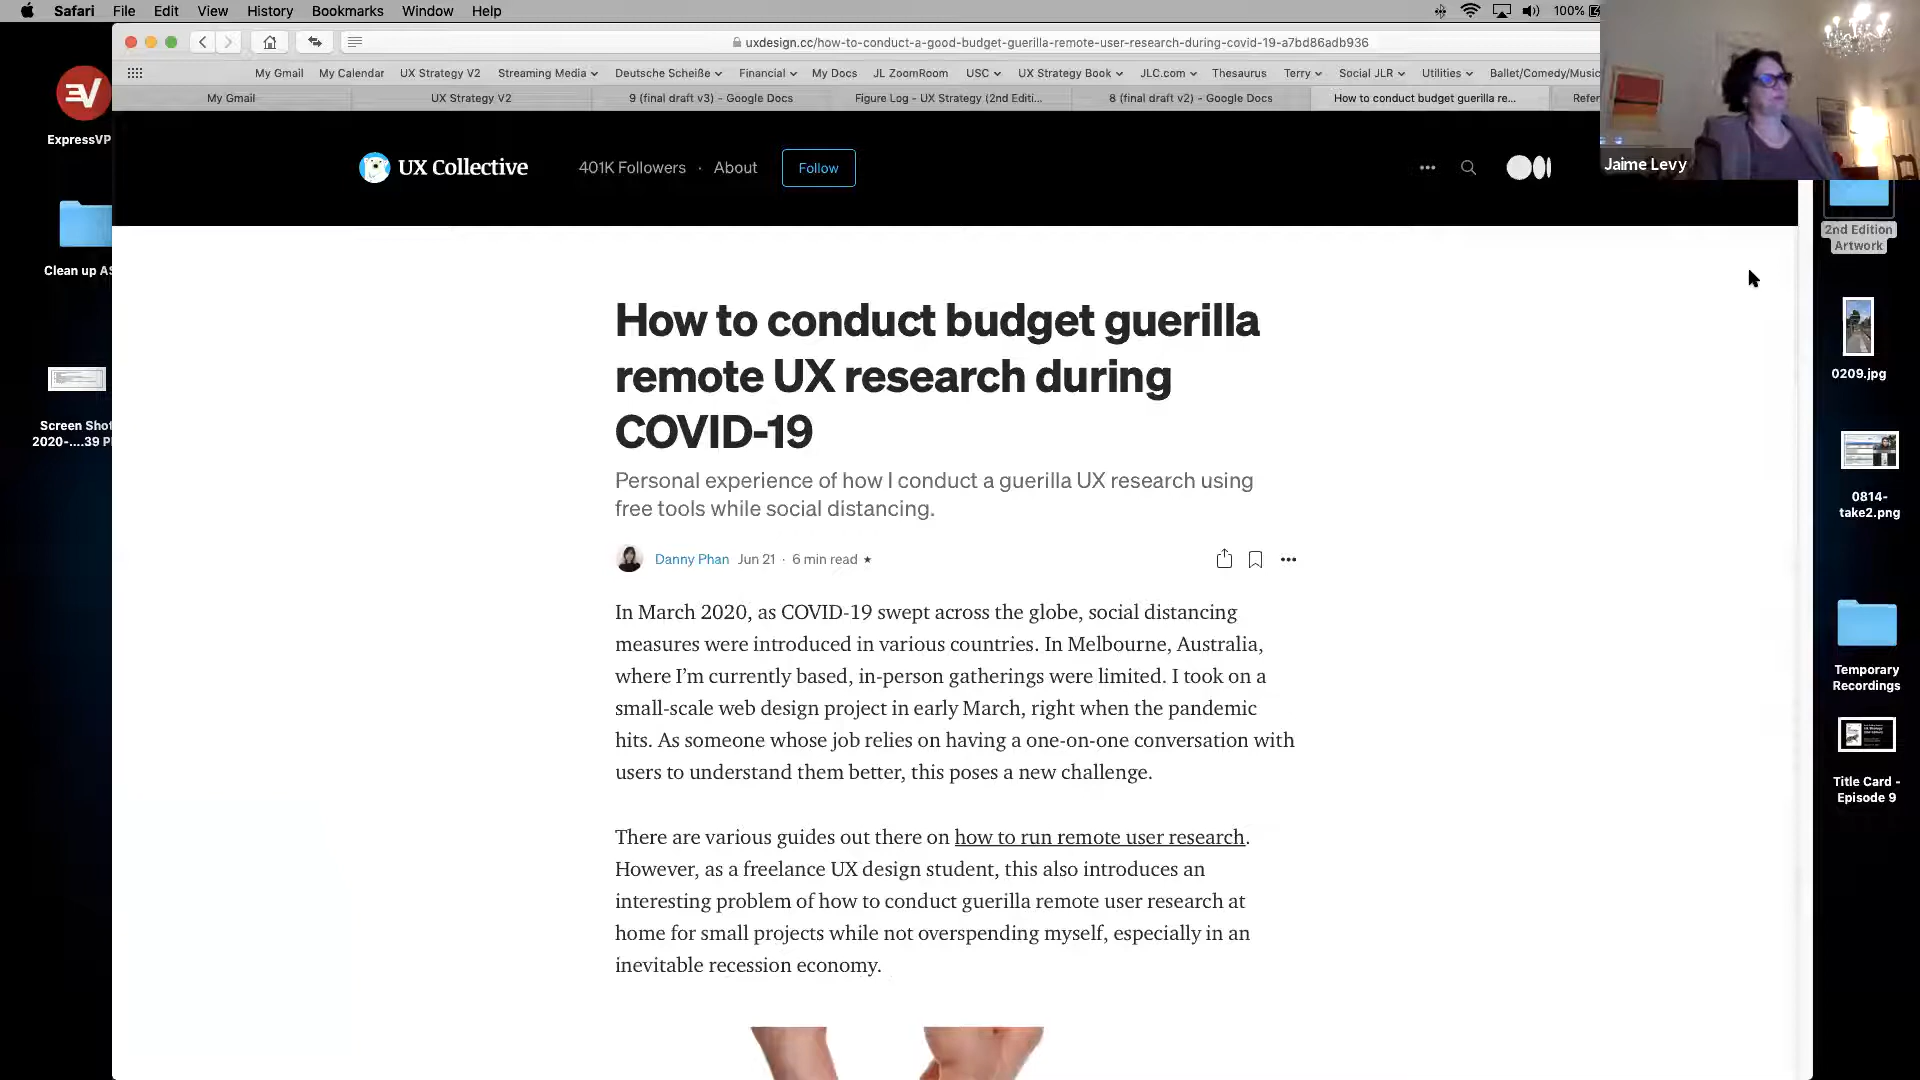 Safari File Edit View History Bookmarks Window Help 100%
uxdesign.cc/how-to-conduct-a-good-budget-guerilla-remote-user-research-during-covid-19-a7bd86adb936
My Gmail My Calendar UX Strategy V2 Streaming Media Deutsche Scheiße Financial My Docs JL ZoomRoom USC UX Strategy Book JLC.com Thesaurus Terry Social JLR Utilities Ballet/Comedy/Music
My Gmail UX Strategy V2 9 (final draft v3) - Google Docs Figure Log - UX Strategy (2nd Editi... 8 (final draft v2) - Google Docs How to conduct budget guerilla re... Refer
Jaime Levy
ExpressVP
Clean up AS
Screen Shot
2020-....39 P
UX Collective 401K Followers · About Follow
How to conduct budget guerilla
remote UX research during
COVID-19
Personal experience of how I conduct a guerilla UX research using
free tools while social distancing.
Danny Phan Jun 21 · 6 min read
In March 2020, as COVID-19 swept across the globe, social distancing
measures were introduced in various countries. In Melbourne, Australia,
where I’m currently based, in-person gatherings were limited. I took on a
small-scale web design project in early March, right when the pandemic
hits. As someone whose job relies on having a one-on-one conversation with
users to understand them better, this poses a new challenge.
There are various guides out there on how to run remote user research.
However, as a freelance UX design student, this also introduces an
interesting problem of how to conduct guerilla remote user research at
home for small projects while not overspending myself, especially in an
inevitable recession economy.
2nd Edition
Artwork
0209.jpg
0814-
take2.png
Temporary
Recordings
Title Card -
Episode 9